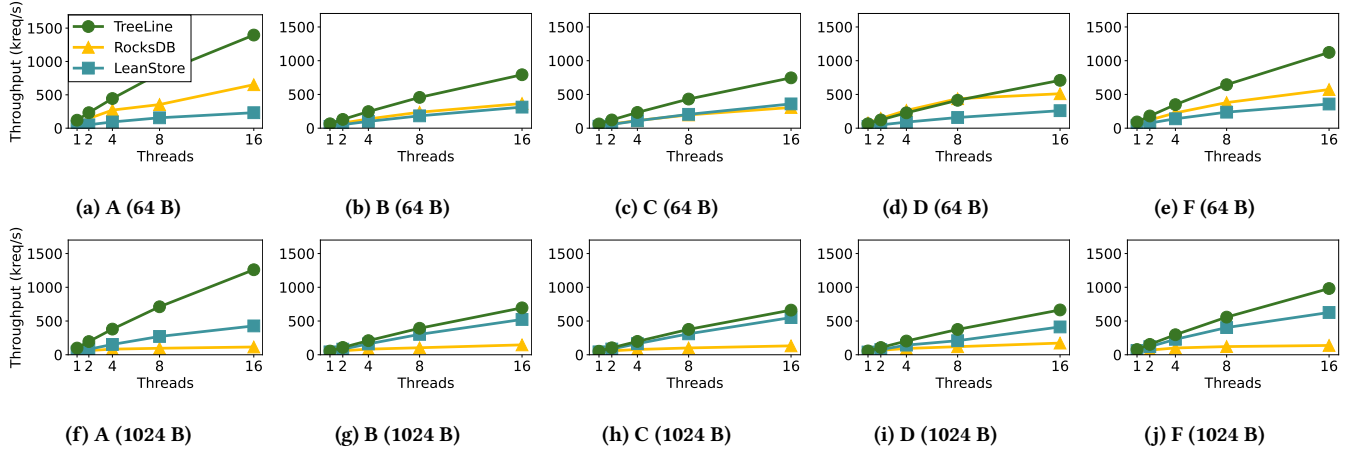 Throughput (kreq/s)
1500
1000
500
0
TreeLine
RocksDB
LeanStore
1 2 4 8 16
Threads
(a) A (64 B)
1500
1000
500
0
1 2 4 8 16
Threads
(b) B (64 B)
1500
1000
500
0
1 2 4 8 16
Threads
(c) C (64 B)
1500
1000
500
0
1 2 4 8 16
Threads
(d) D (64 B)
1500
1000
500
0
1 2 4 8 16
Threads
(e) F (64 B)
Throughput (kreq/s)
1500
1000
500
0
1 2 4 8 16
Threads
(f) A (1024 B)
1500
1000
500
0
1 2 4 8 16
Threads
(g) B (1024 B)
1500
1000
500
0
1 2 4 8 16
Threads
(h) C (1024 B)
1500
1000
500
0
1 2 4 8 16
Threads
(i) D (1024 B)
1500
1000
500
0
1 2 4 8 16
Threads
(j) F (1024 B)